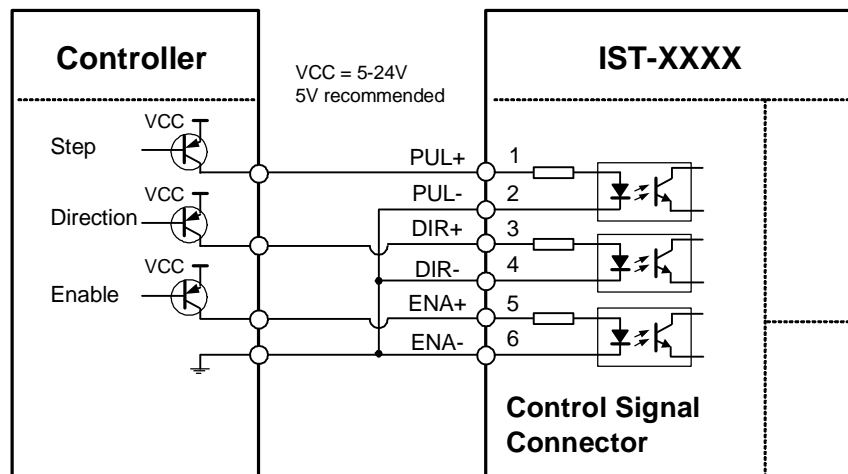 Controller
IST-XXXX
VCC = 5-24V
5V recommended
VCC
Step
PUL+
1
PUL-
2
VCC
Direction
DIR+
3
DIR-
4
VCC
Enable
ENA+
5
ENA-
6
Control Signal
Connector